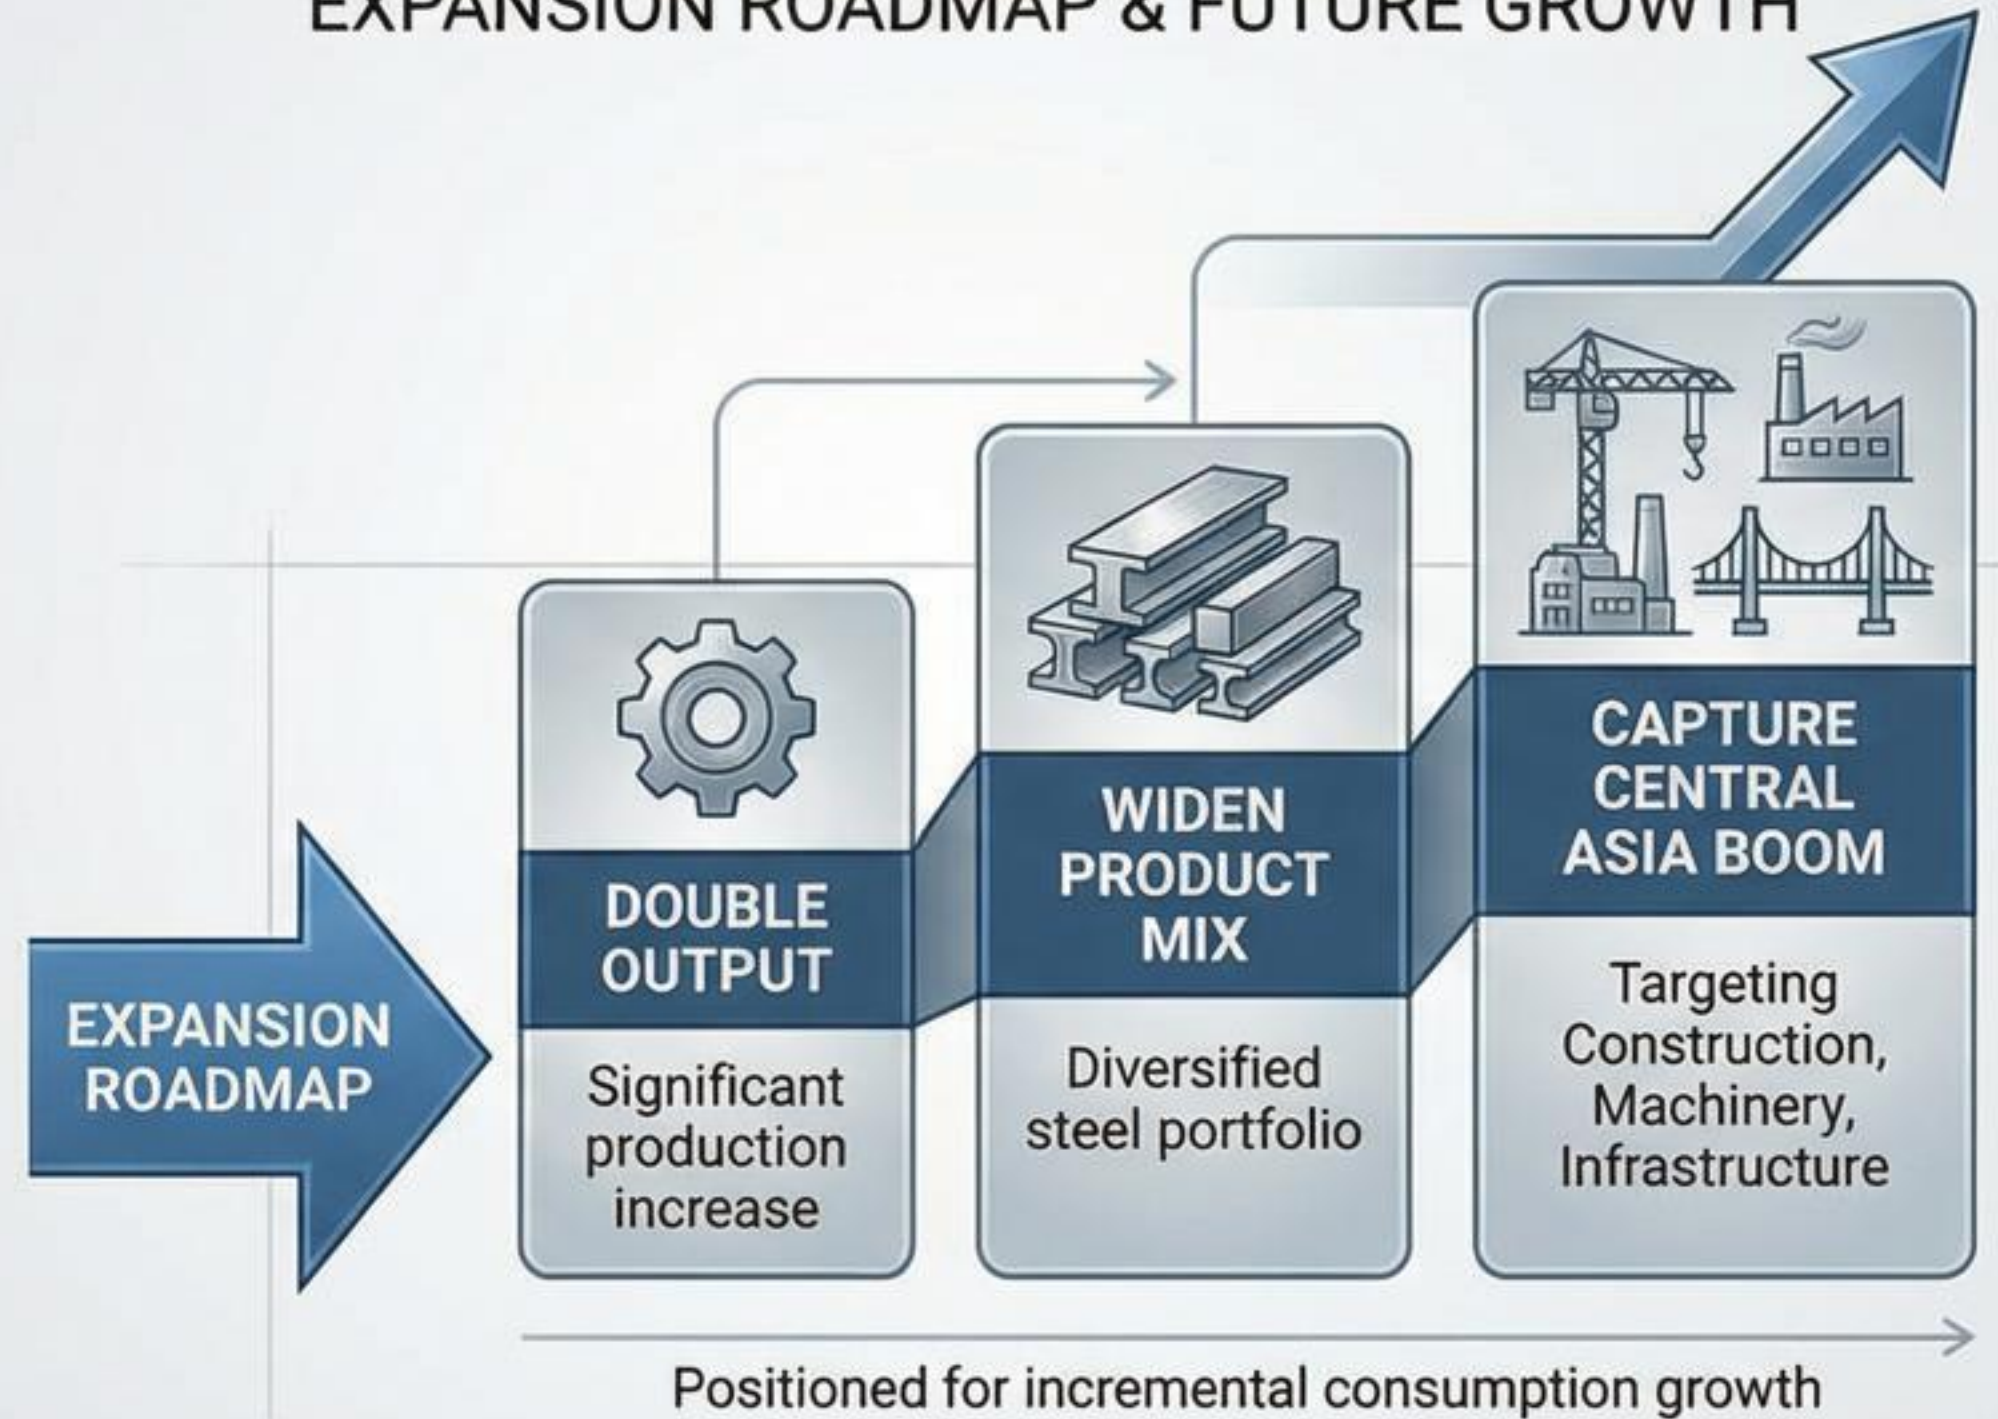 EXPANSION ROADMAP & FUTURE GROWTH
EXPANSION
ROADMAP
DOUBLE
OUTPUT
Significant
production
increase
WIDEN
PRODUCT
MIX
Diversified
steel portfolio
CAPTURE
CENTRAL
ASIA BOOM
Targeting
Construction,
Machinery,
Infrastructure
Positioned for incremental consumption growth